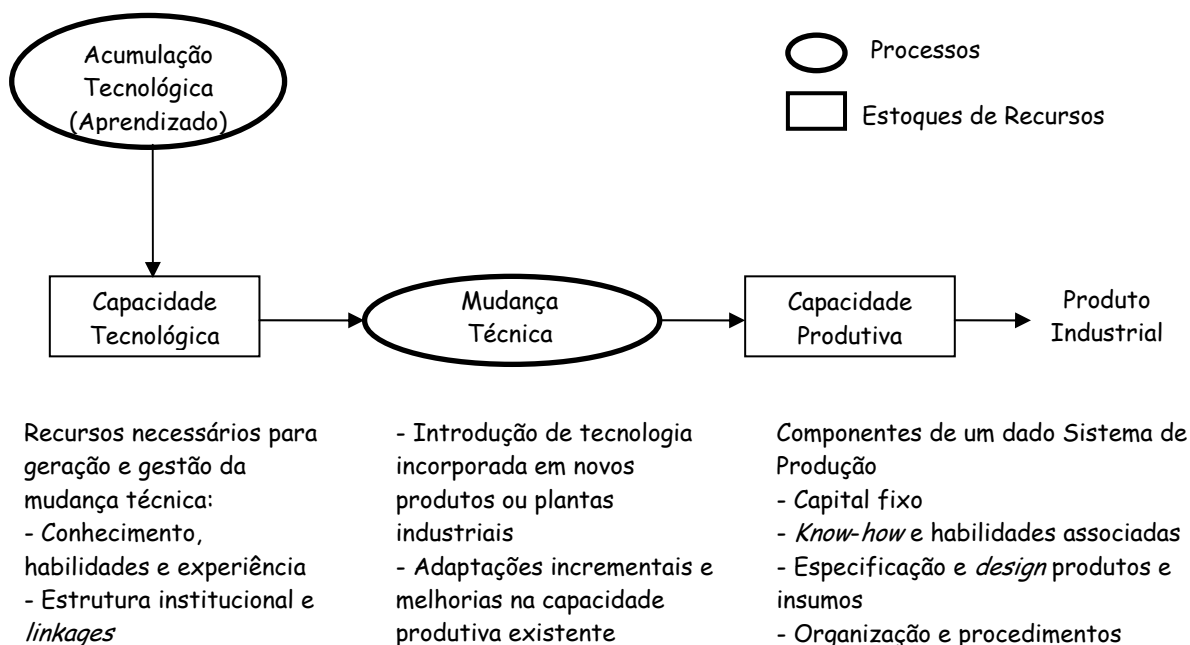 Acumulação
Tecnológica
(Aprendizado)
Processos
Estoques de Recursos
Capacidade
Tecnológica
Mudança
Técnica
Capacidade
Produtiva
Produto
Industrial
Recursos necessários para
geração e gestão da
mudança técnica:
- Conhecimento,
habilidades e experiência
- Estrutura institucional e
linkages
- Introdução de tecnologia
incorporada em novos
produtos ou plantas
industriais
- Adaptações incrementais e
melhorias na capacidade
produtiva existente
Componentes de um dado Sistema de
Produção
- Capital fixo
- Know-how e habilidades associadas
- Especificação e design produtos e
insumos
- Organização e procedimentos